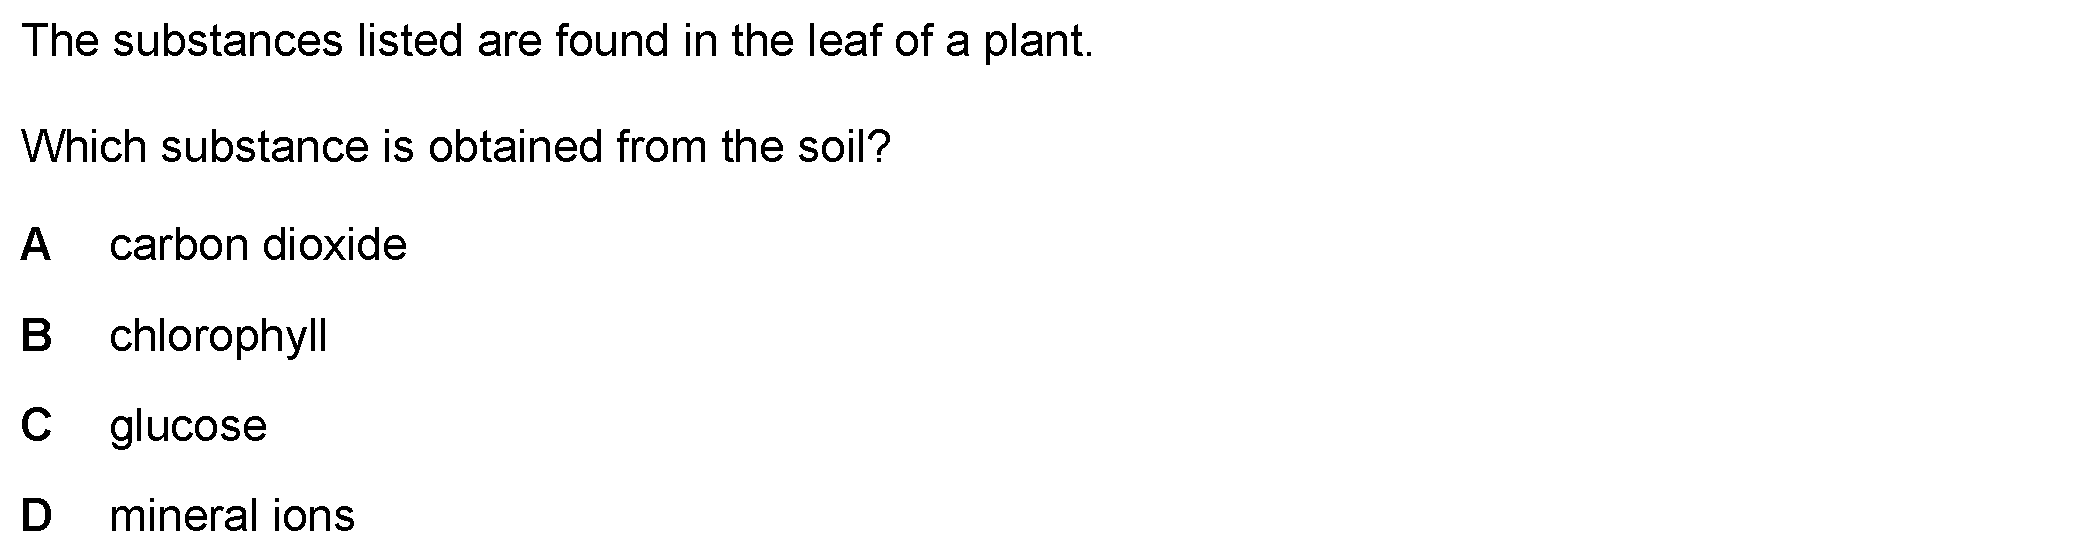 The substances listed are found in the leaf of a plant.
Which substance is obtained from the soil?
A carbon dioxide
B chlorophyll
C glucose
D mineral ions